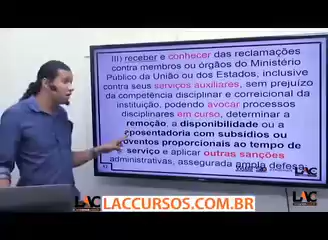 III) receber e conhecer das reclamações
contra membros ou órgãos do Ministério
Público da União ou dos Estados, inclusive
contra seus serviços auxiliares, sem prejuízo
da competência disciplinar e correicional da
instituição, podendo avocar processos
disciplinares em curso, determinar a
remoção, a disponibilidade ou a
aposentadoria com subsídios ou
proventos proporcionais ao tempo de
serviço e aplicar outras sanções
administrativas, assegurada ampla defesa;
LAC
LAC
LACCURSOS.COM.BR